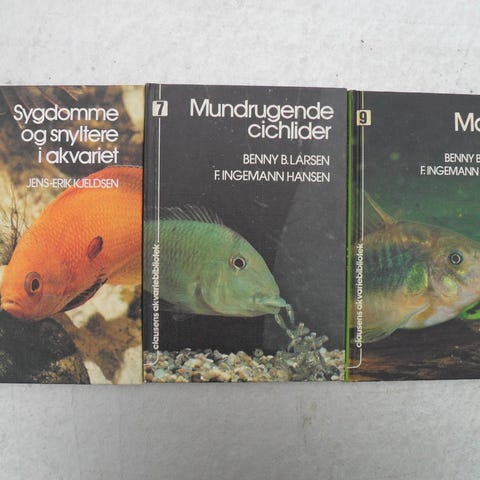 Sygdomme
og snyltere
i akvariet
JENS-ERIK KJELDSEN
7
Mundrugende
cichlider
BENNY B. LARSEN
F. INGEMANN HANSEN
clausens akvariebibliotek
9
BENNY B
F. INGEMANN
clausens akvariebibliotek